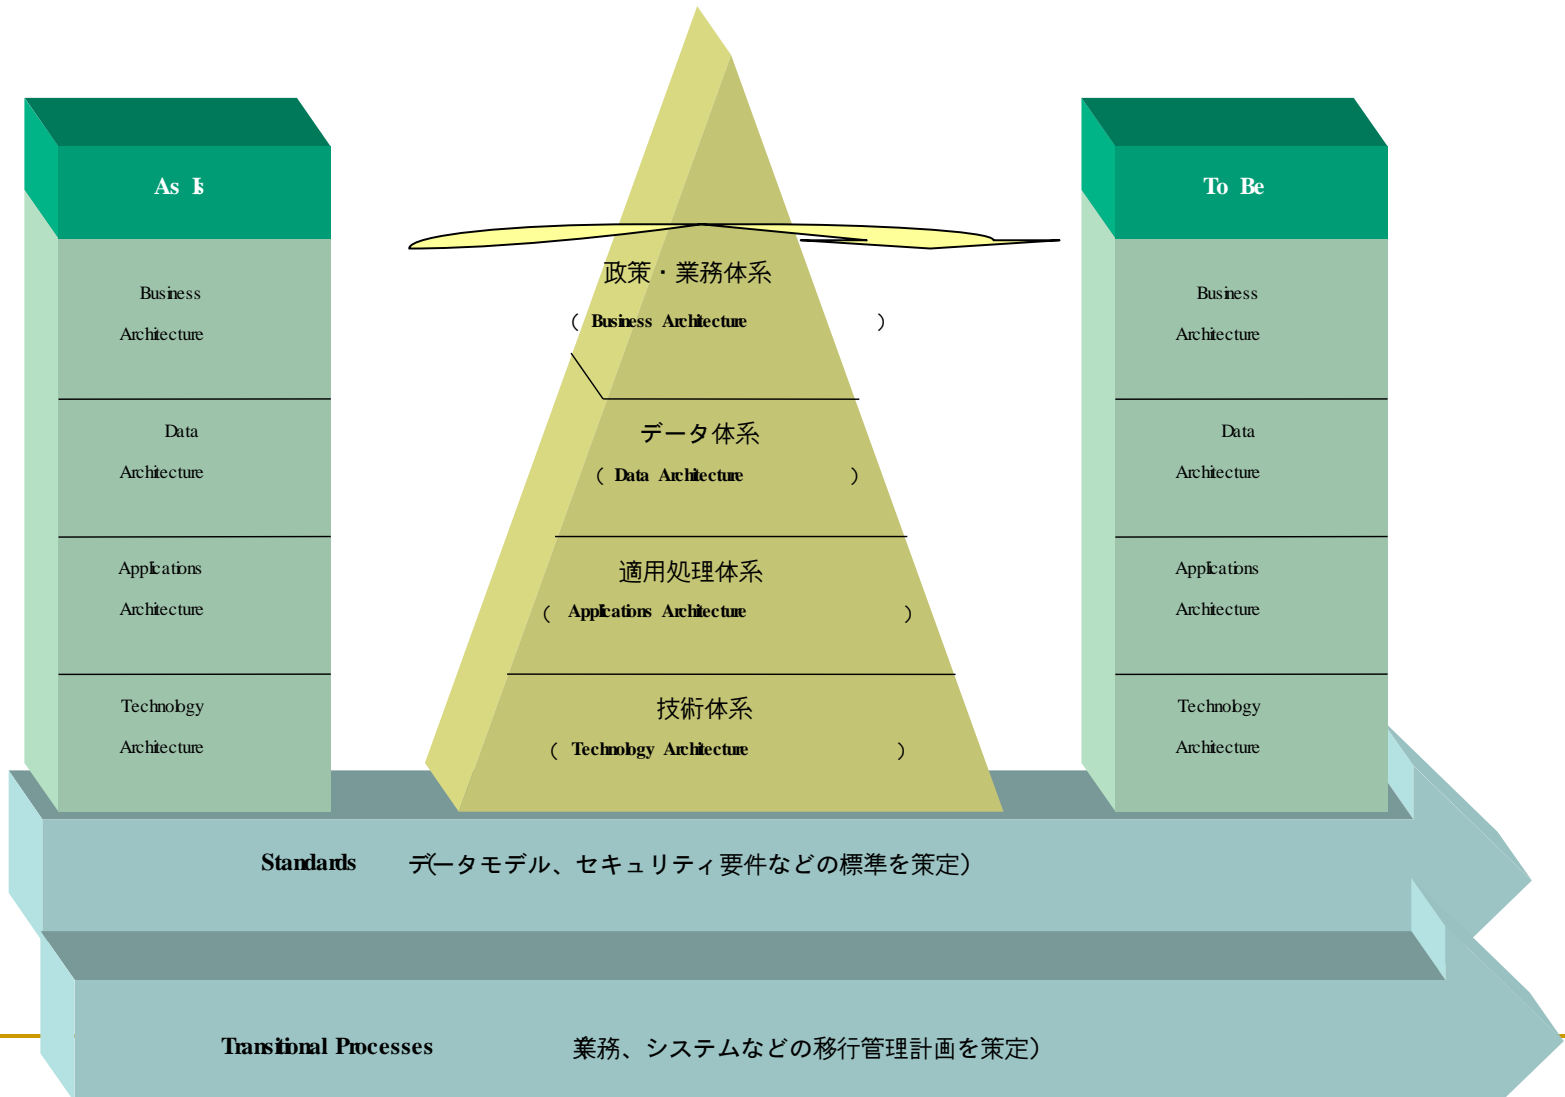 As Is
Business
Architecture
Data
Architecture
Applications
Architecture
Technology
Architecture
政策・業務体系
( Business Architecture )
データ体系
( Data Architecture )
適用処理体系
( Applications Architecture )
技術体系
( Technology Architecture )
To Be
Business
Architecture
Data
Architecture
Applications
Architecture
Technology
Architecture
Standards (データモデル、セキュリティ要件などの標準を策定)
Transitional Processes (業務、システムなどの移行管理計画を策定)